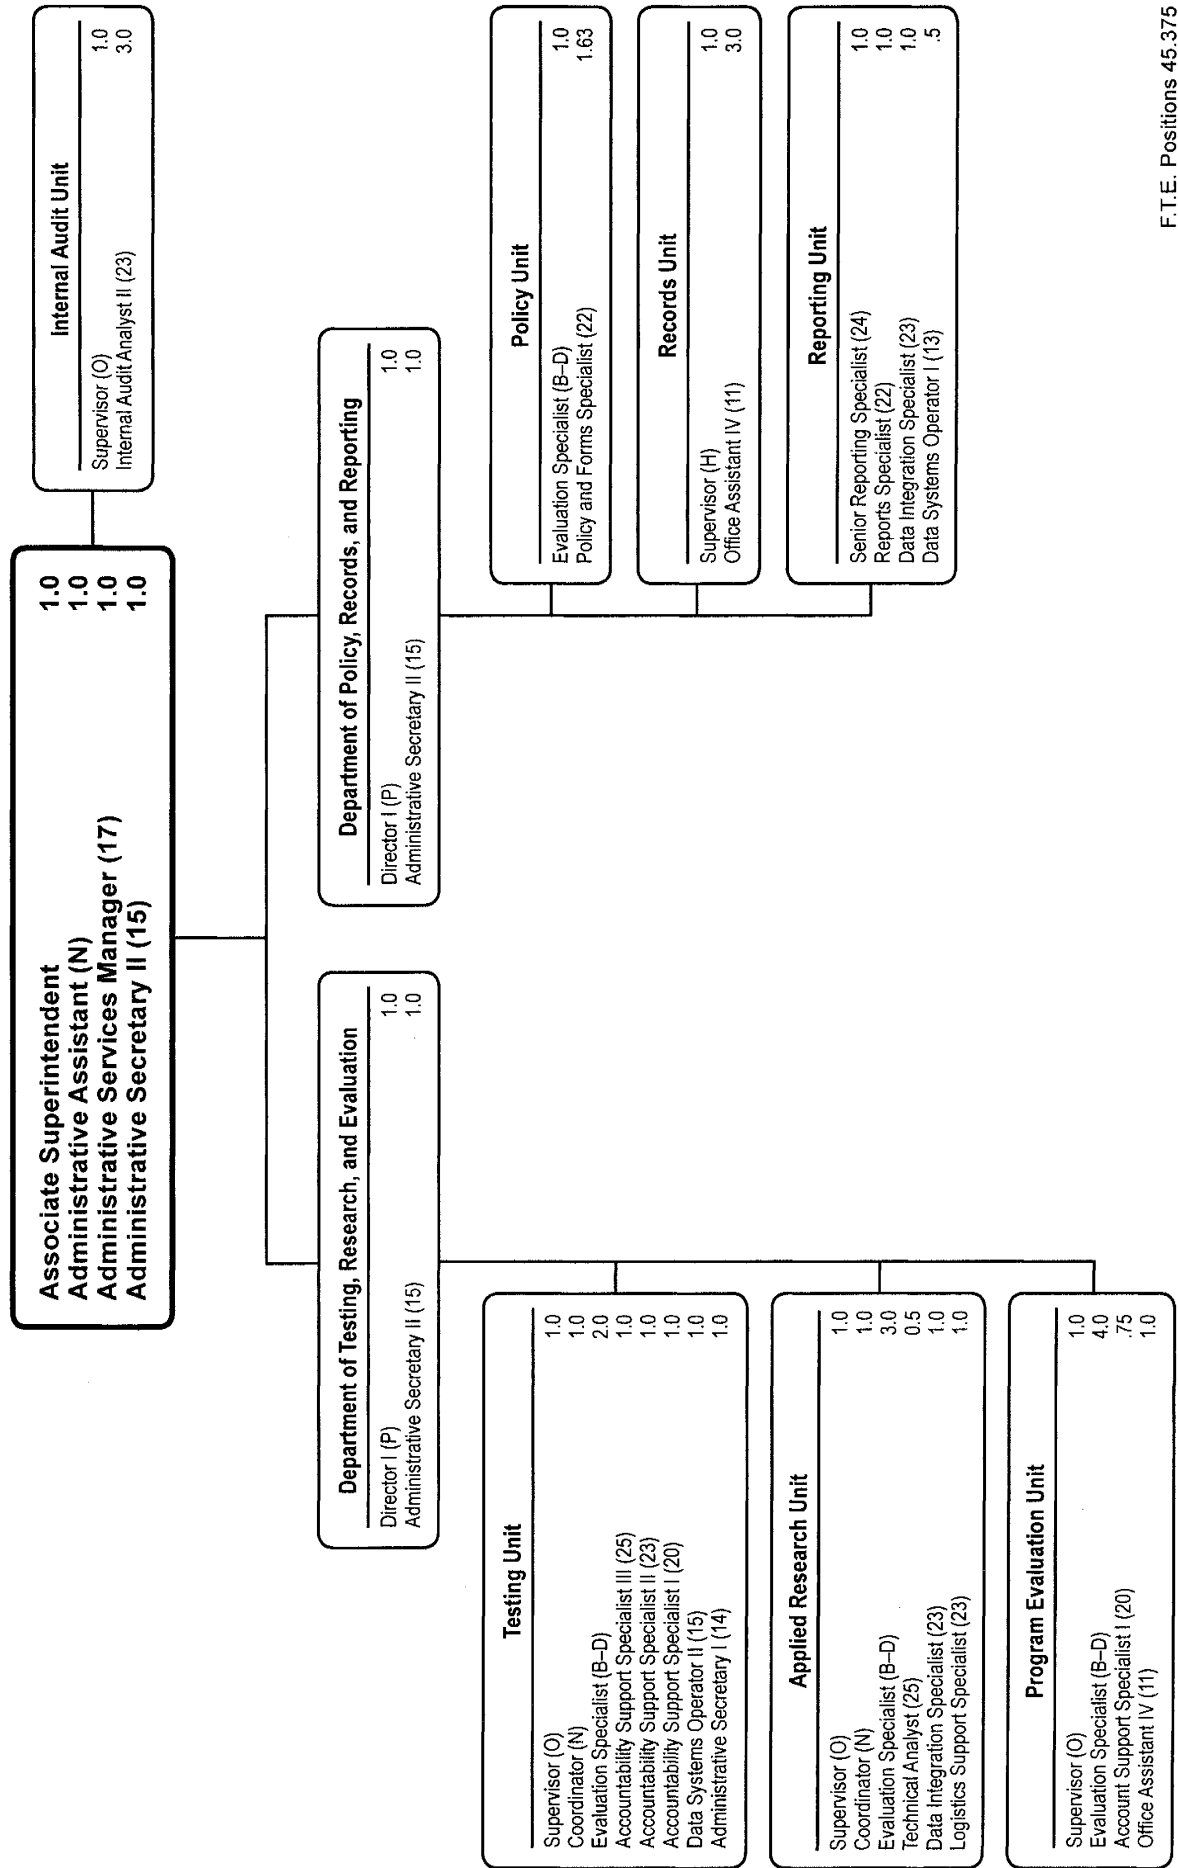 Associate Superintendent 1.0
Administrative Assistant (N) 1.0
Administrative Services Manager (17) 1.0
Administrative Secretary II (15) 1.0
Internal Audit Unit
Supervisor (O) 1.0
Internal Audit Analyst II (23) 3.0
Department of Testing, Research, and Evaluation
Director I (P) 1.0
Administrative Secretary II (15) 1.0
Department of Policy, Records, and Reporting
Director I (P) 1.0
Administrative Secretary II (15) 1.0
Testing Unit
Supervisor (O) 1.0
Coordinator (N) 1.0
Evaluation Specialist (B–D) 2.0
Accountability Support Specialist III (25) 1.0
Accountability Support Specialist II (23) 1.0
Accountability Support Specialist I (20) 1.0
Data Systems Operator II (15) 1.0
Administrative Secretary I (14) 1.0
Applied Research Unit
Supervisor (O) 1.0
Coordinator (N) 1.0
Evaluation Specialist (B–D) 3.0
Technical Analyst (25) 0.5
Data Integration Specialist (23) 1.0
Logistics Support Specialist (23) 1.0
Program Evaluation Unit
Supervisor (O) 1.0
Evaluation Specialist (B–D) 4.0
Account Support Specialist I (20) .75
Office Assistant IV (11) 1.0
Policy Unit
Evaluation Specialist (B–D) 1.0
Policy and Forms Specialist (22) 1.63
Records Unit
Supervisor (H) 1.0
Office Assistant IV (11) 3.0
Reporting Unit
Senior Reporting Specialist (24) 1.0
Reports Specialist (22) 1.0
Data Integration Specialist (23) 1.0
Data Systems Operator I (13) .5
F.T.E. Positions 45.375